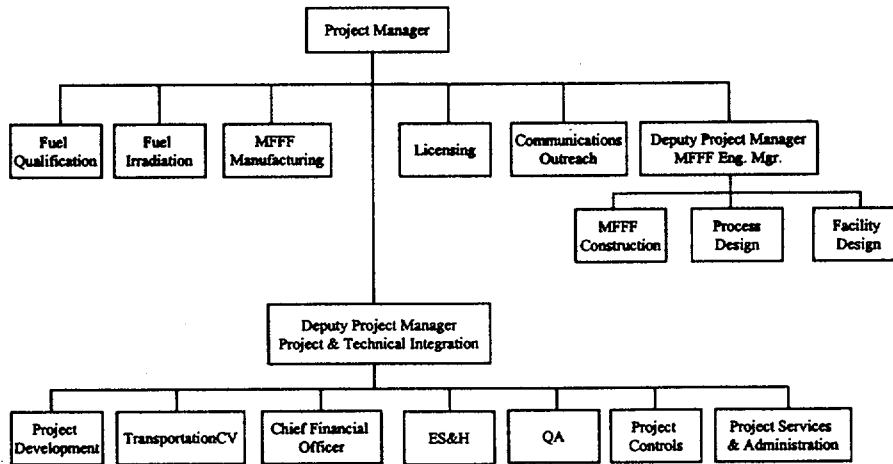 Project Manager
Fuel
Qualification
Fuel
Irradiation
MFFF
Manufacturing
Licensing
Communications
Outreach
Deputy Project Manager
MFFF Eng. Mgr.
MFFF
Construction
Process
Design
Facility
Design
Deputy Project Manager
Project & Technical Integration
Project
Development
TransportationCV
Chief Financial
Officer
ES&H
QA
Project
Controls
Project Services
& Administration